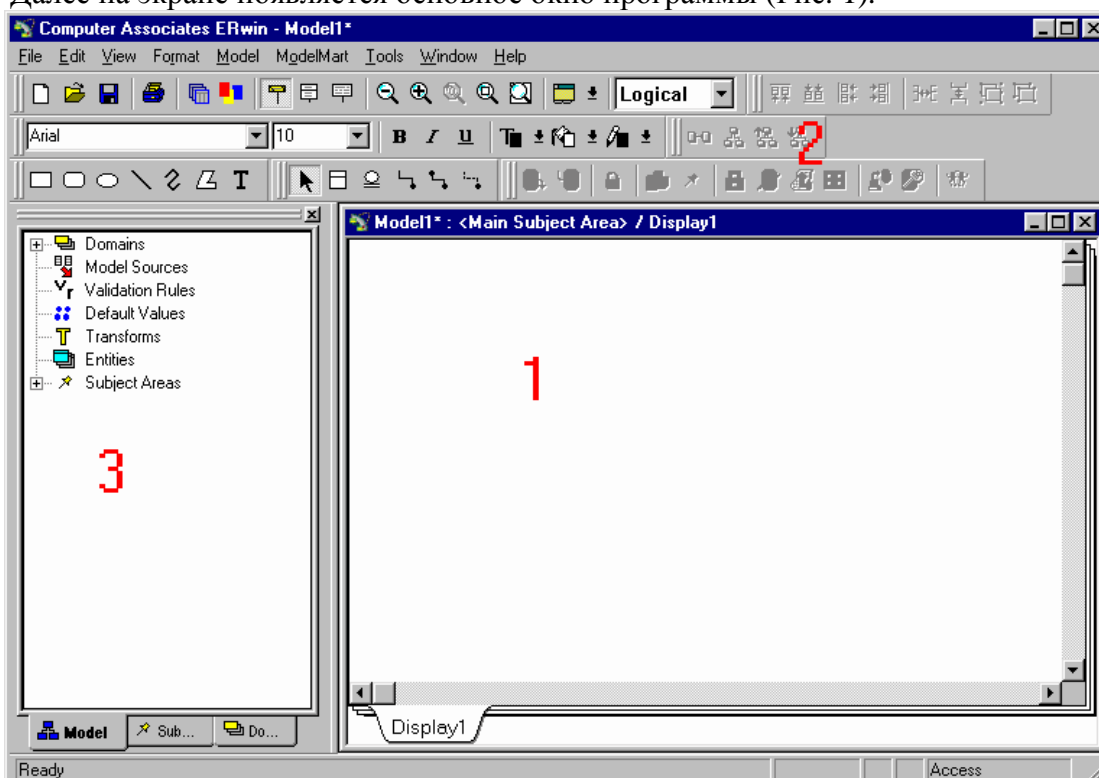 Далее на экране появляется основное окно программы (Рис. 1).
Computer Associates ERwin - Model1*
File Edit View Format Model ModelMart Tools Window Help
Logical
2
Arial 10 B I U T
T
Model1* : <Main Subject Area> / Display1
Domains
Model Sources
Validation Rules
Default Values
Transforms
Entities
Subject Areas
1
3
Model Sub... Do...
Display1
Ready Access